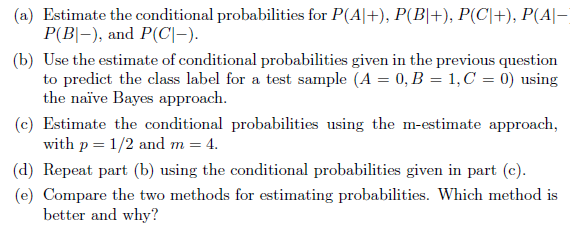 (a) Estimate the conditional probabilities for P(A|+), P(B|+), P(C|+), P(A|−
P(B|−), and P(C|−).
(b) Use the estimate of conditional probabilities given in the previous question
to predict the class label for a test sample (A = 0, B = 1, C = 0) using
the naïve Bayes approach.
(c) Estimate the conditional probabilities using the m-estimate approach,
with p = 1/2 and m = 4.
(d) Repeat part (b) using the conditional probabilities given in part (c).
(e) Compare the two methods for estimating probabilities. Which method is
better and why?